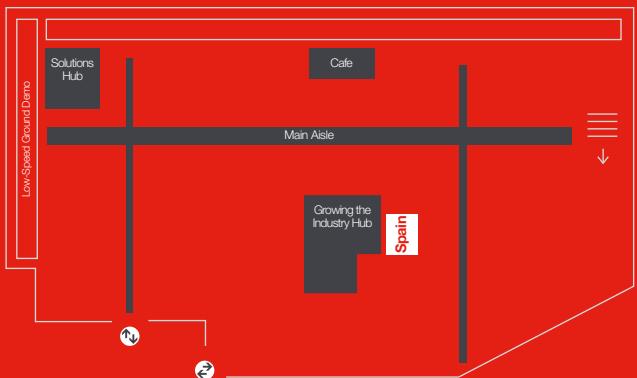 Solutions
Hub
Cafe
Low-Speed Ground Demo
Main Aisle
Growing the
Industry Hub
Spain